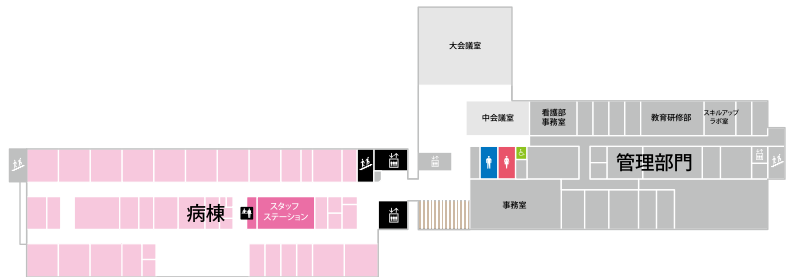 大会議室
中会議室
看護部
事務室
教育研修部
スキルアップ
ラボ室
管理部門
病棟
スタッフ
ステーション
事務室